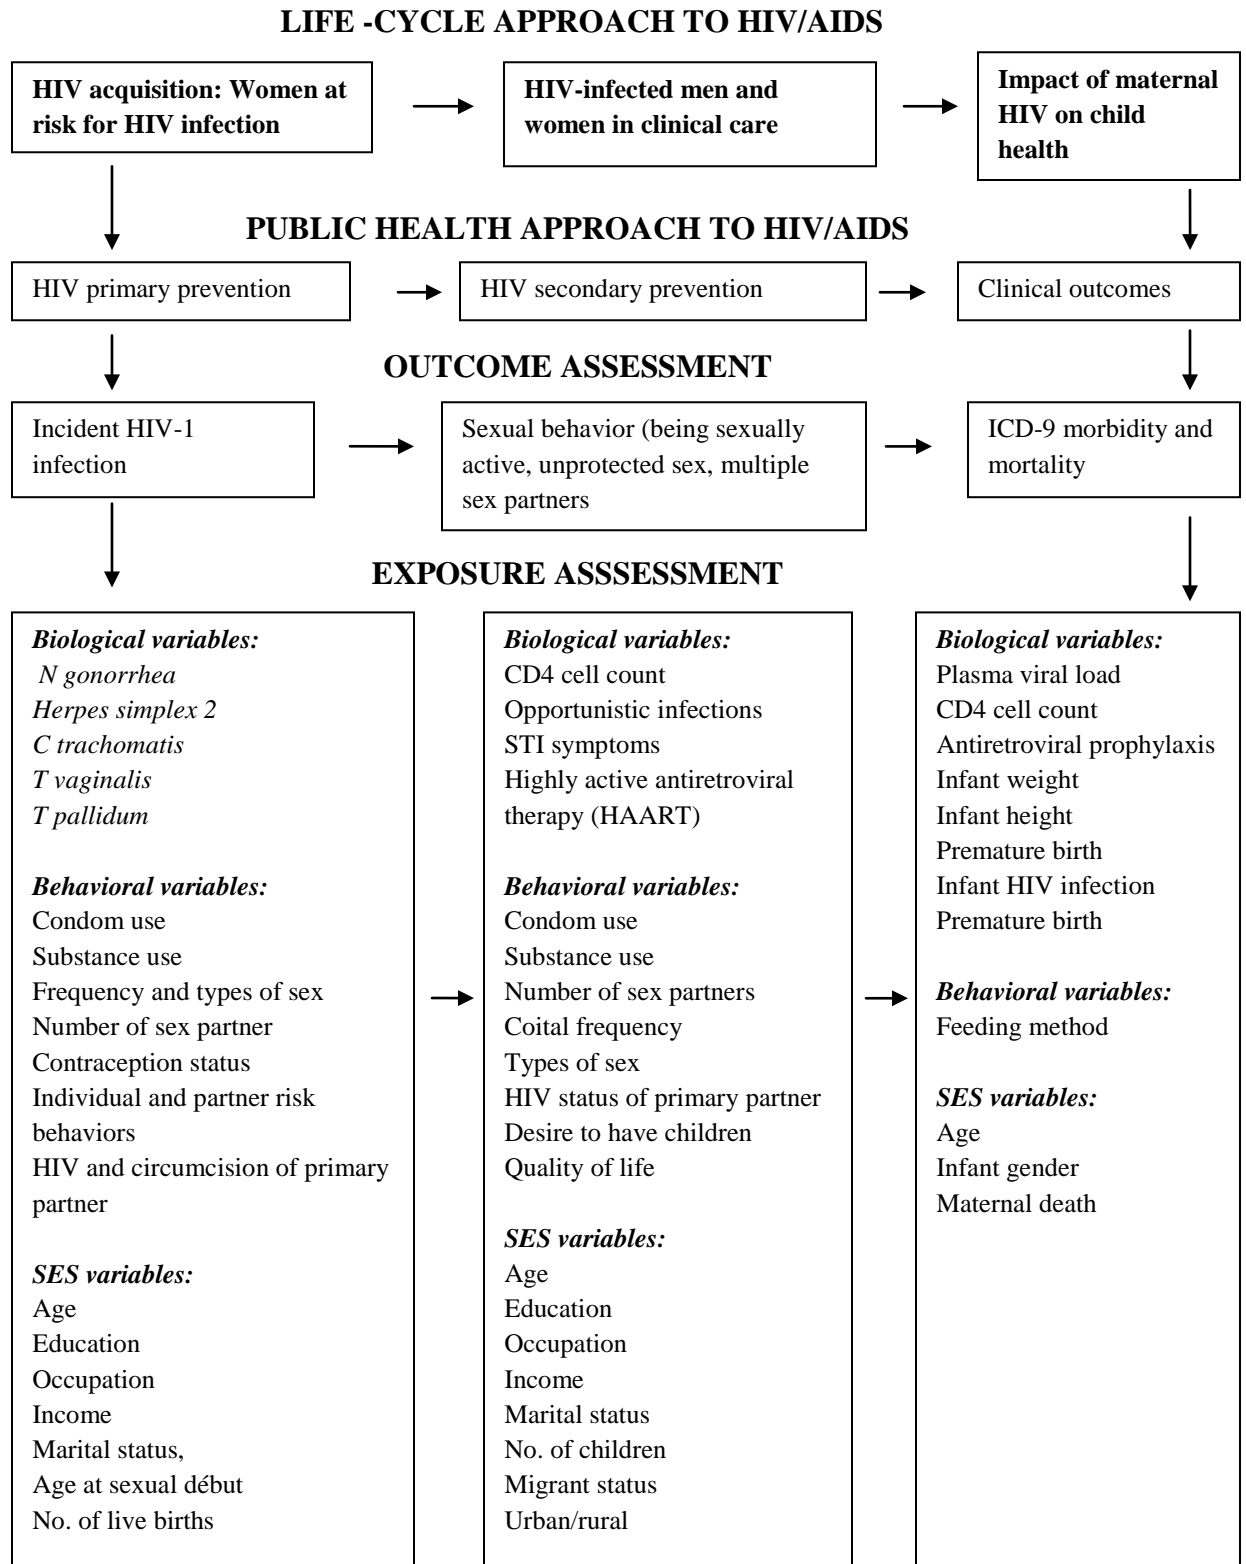 LIFE -CYCLE APPROACH TO HIV/AIDS
HIV acquisition: Women at
risk for HIV infection
HIV-infected men and
women in clinical care
Impact of maternal
HIV on child
health
PUBLIC HEALTH APPROACH TO HIV/AIDS
HIV primary prevention
HIV secondary prevention
Clinical outcomes
OUTCOME ASSESSMENT
Incident HIV-1
infection
Sexual behavior (being sexually
active, unprotected sex, multiple
sex partners
ICD-9 morbidity and
mortality
EXPOSURE ASSSESSMENT
Biological variables:
N gonorrhea
Herpes simplex 2
C trachomatis
T vaginalis
T pallidum
Behavioral variables:
Condom use
Substance use
Frequency and types of sex
Number of sex partner
Contraception status
Individual and partner risk
behaviors
HIV and circumcision of primary
partner
SES variables:
Age
Education
Occupation
Income
Marital status,
Age at sexual début
No. of live births
Biological variables:
CD4 cell count
Opportunistic infections
STI symptoms
Highly active antiretroviral
therapy (HAART)
Behavioral variables:
Condom use
Substance use
Number of sex partners
Coital frequency
Types of sex
HIV status of primary partner
Desire to have children
Quality of life
SES variables:
Age
Education
Occupation
Income
Marital status
No. of children
Migrant status
Urban/rural
Biological variables:
Plasma viral load
CD4 cell count
Antiretroviral prophylaxis
Infant weight
Infant height
Premature birth
Infant HIV infection
Premature birth
Behavioral variables:
Feeding method
SES variables:
Age
Infant gender
Maternal death